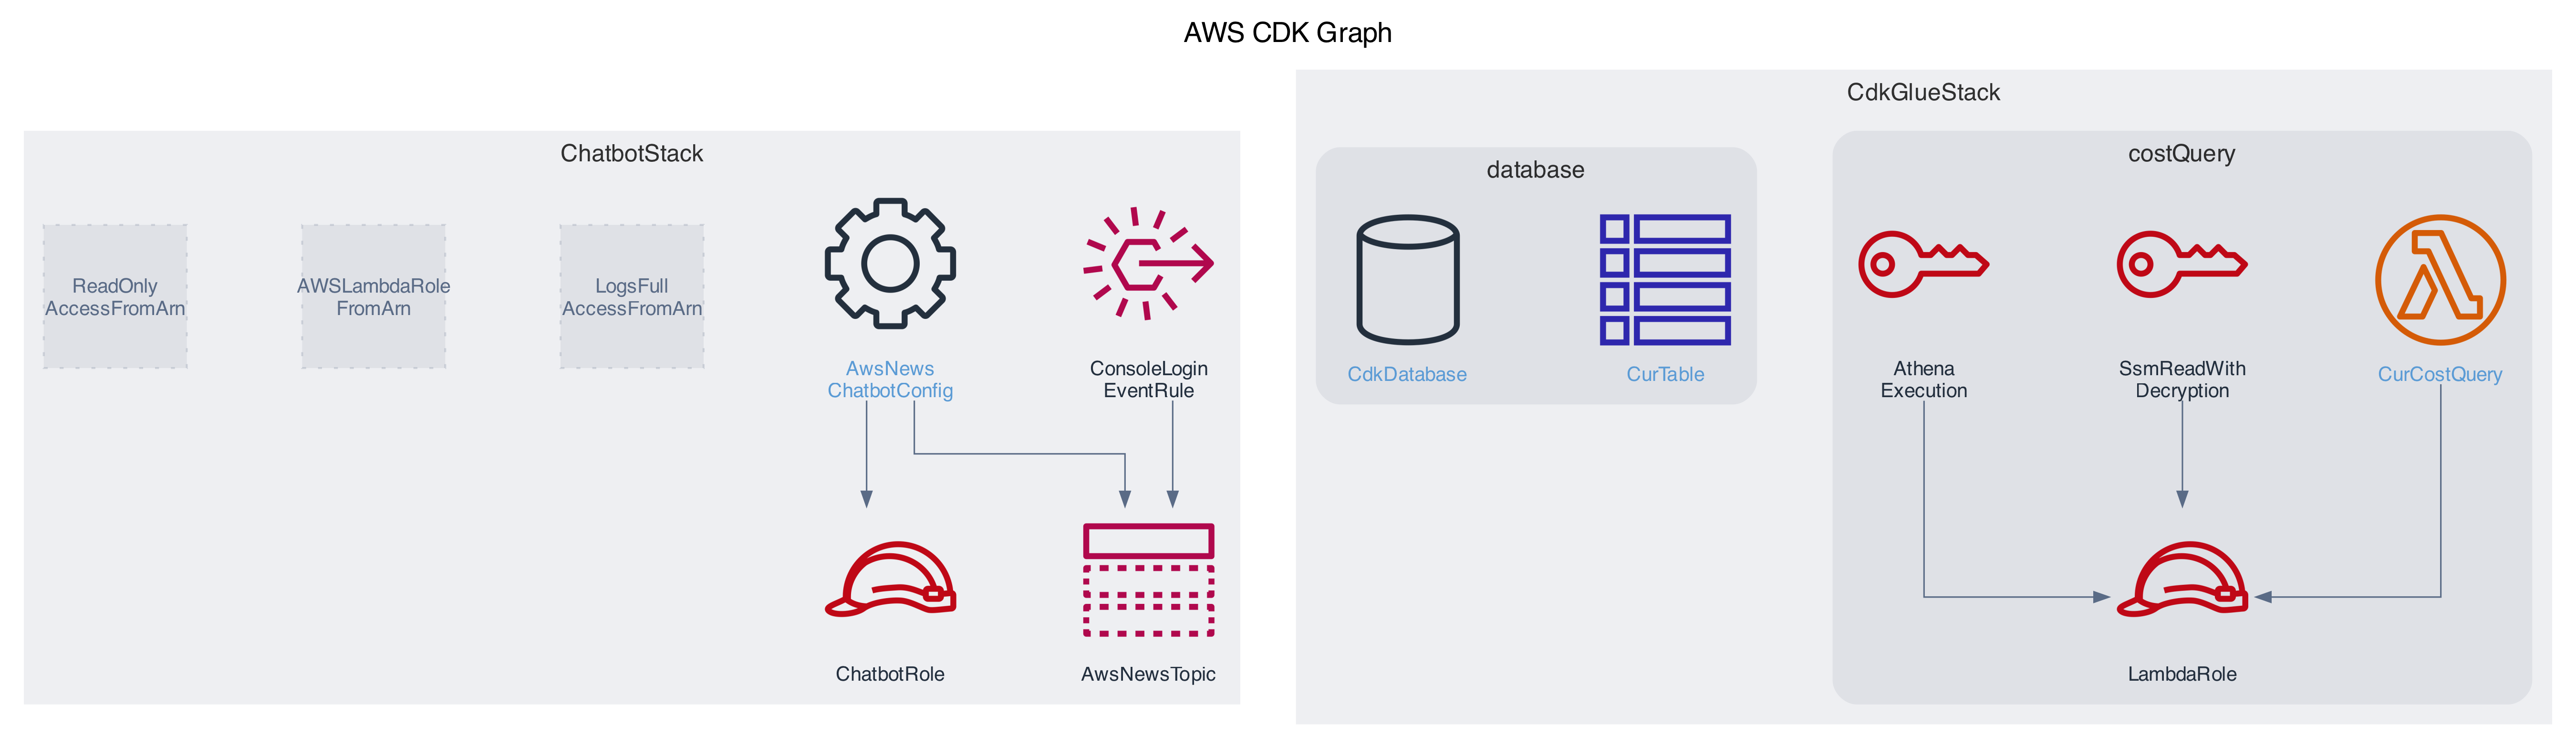 AWS CDK Graph
ChatbotStack
ReadOnly
AccessFromArn
AWSLambdaRole
FromArn
LogsFull
AccessFromArn
AwsNews
ChatbotConfig
ConsoleLogin
EventRule
ChatbotRole
AwsNewsTopic
CdkGlueStack
database
CdkDatabase
CurTable
costQuery
Athena
Execution
SsmReadWith
Decryption
CurCostQuery
LambdaRole